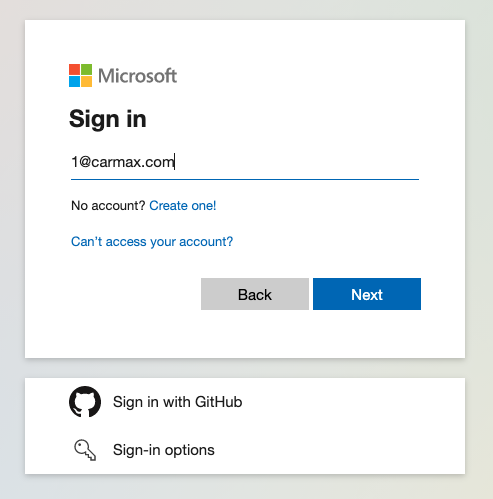 Microsoft
Sign in
1@carmax.com
No account? Create one!
Can't access your account?
Back
Next
Sign in with GitHub
Sign-in options